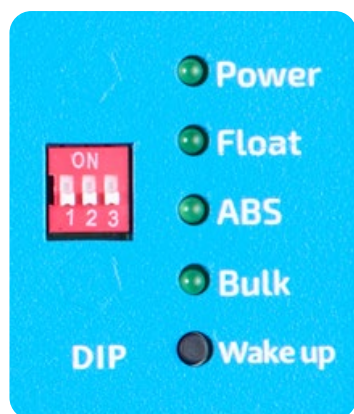 Power
Float
ON
1 2 3
ABS
Bulk
DIP
Wake up